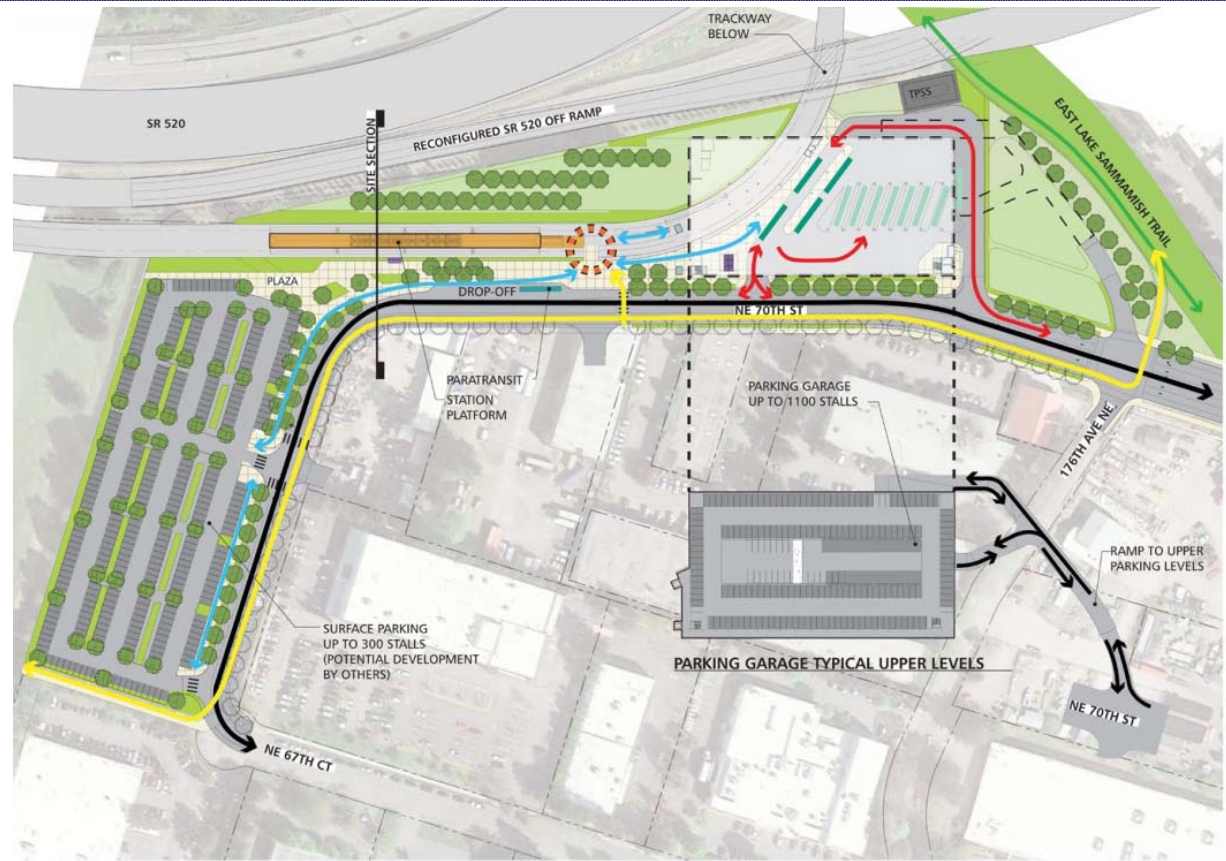 TRACKWAY
BELOW
SR 520
RECONFIGURED SR 520 OFF RAMP
SITE SECTION
TPSS
EAST LAKE SAMMAMISH TRAIL
PLAZA
DROP-OFF
NE 70TH ST
PARATRANSIT
STATION
PLATFORM
PARKING GARAGE
UP TO 1100 STALLS
176TH AVE NE
RAMP TO UPPER
PARKING LEVELS
SURFACE PARKING
UP TO 300 STALLS
(POTENTIAL DEVELOPMENT
BY OTHERS)
PARKING GARAGE TYPICAL UPPER LEVELS
NE 70TH ST
NE 67TH CT